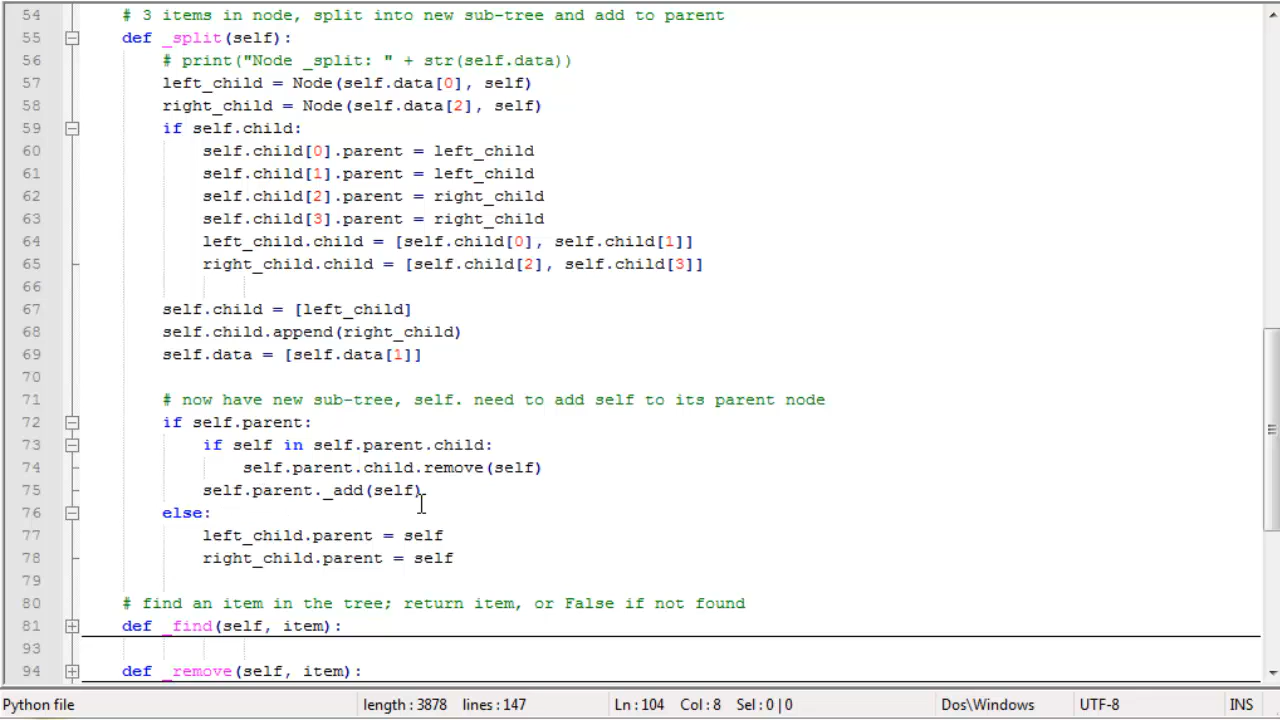 54 # 3 items in node, split into new sub-tree and add to parent
55 def _split(self):
56 # print("Node _split: " + str(self.data))
57 left_child = Node(self.data[0], self)
58 right_child = Node(self.data[2], self)
59 if self.child:
60 self.child[0].parent = left_child
61 self.child[1].parent = left_child
62 self.child[2].parent = right_child
63 self.child[3].parent = right_child
64 left_child.child = [self.child[0], self.child[1]]
65 right_child.child = [self.child[2], self.child[3]]
66
67 self.child = [left_child]
68 self.child.append(right_child)
69 self.data = [self.data[1]]
70
71 # now have new sub-tree, self. need to add self to its parent node
72 if self.parent:
73 if self in self.parent.child:
74 self.parent.child.remove(self)
75 self.parent._add(self)
76 else:
77 left_child.parent = self
78 right_child.parent = self
79
80 # find an item in the tree; return item, or False if not found
81 def _find(self, item):
93
94 def _remove(self, item):
Python file length : 3878 lines : 147 Ln : 104 Col : 8 Sel : 0 | 0 Dos\Windows UTF-8 INS